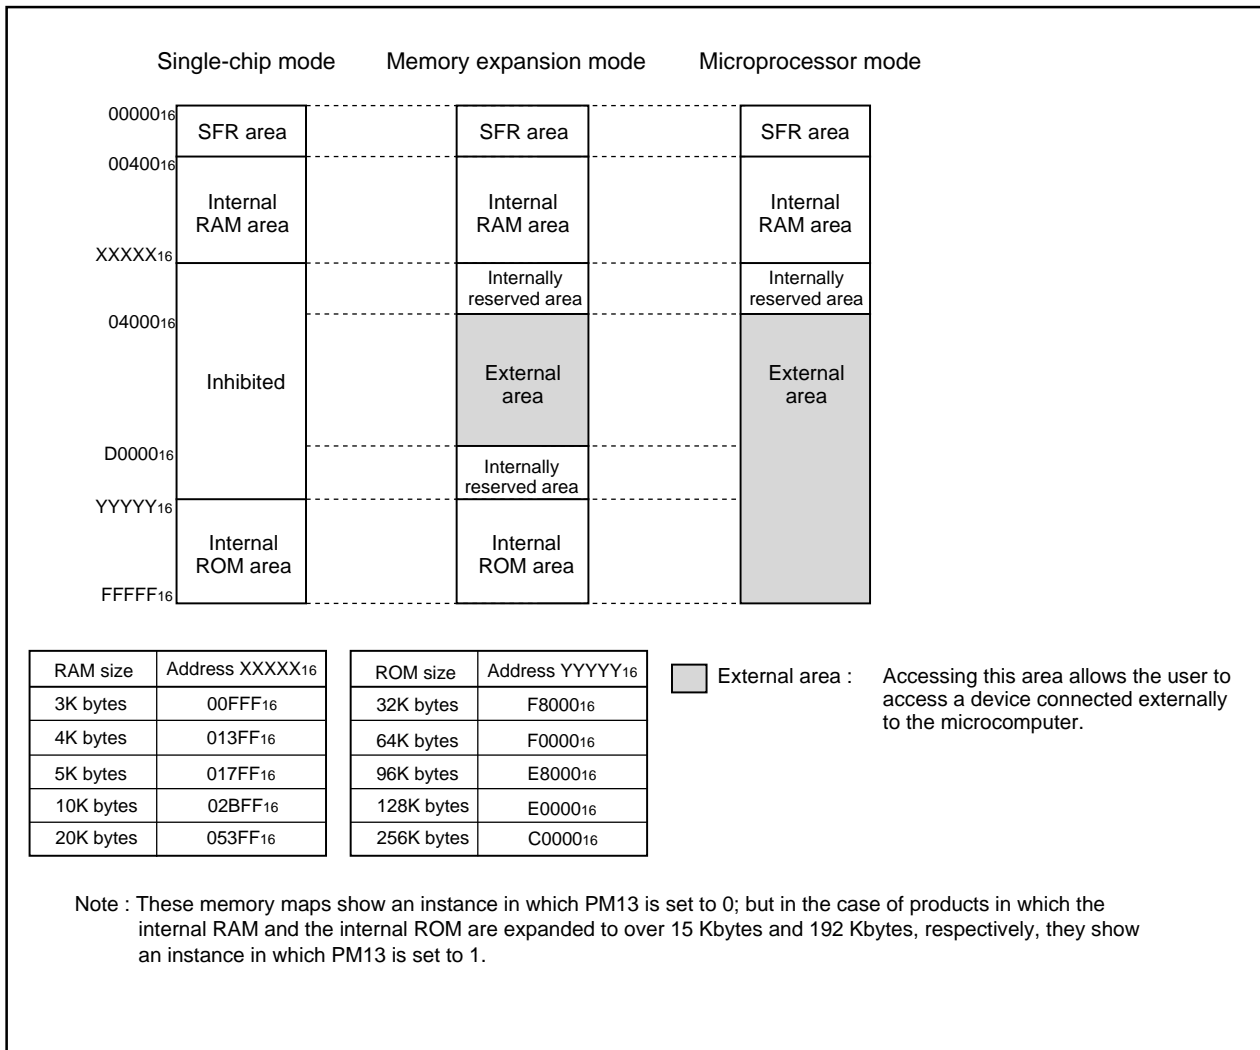 Single-chip mode
Memory expansion mode
Microprocessor mode
0000016
0040016
XXXXX16
0400016
D000016
YYYYY16
FFFFF16
SFR area
Internal
RAM area
Inhibited
Internal
ROM area
SFR area
Internal
RAM area
Internally
reserved area
External
area
Internally
reserved area
Internal
ROM area
SFR area
Internal
RAM area
Internally
reserved area
External
area
RAM size Address XXXXX16
3K bytes 00FFF16
4K bytes 013FF16
5K bytes 017FF16
10K bytes 02BFF16
20K bytes 053FF16
ROM size Address YYYYY16
32K bytes F800016
64K bytes F000016
96K bytes E800016
128K bytes E000016
256K bytes C000016
External area : Accessing this area allows the user to
access a device connected externally
to the microcomputer.
Note : These memory maps show an instance in which PM13 is set to 0; but in the case of products in which the
internal RAM and the internal ROM are expanded to over 15 Kbytes and 192 Kbytes, respectively, they show
an instance in which PM13 is set to 1.